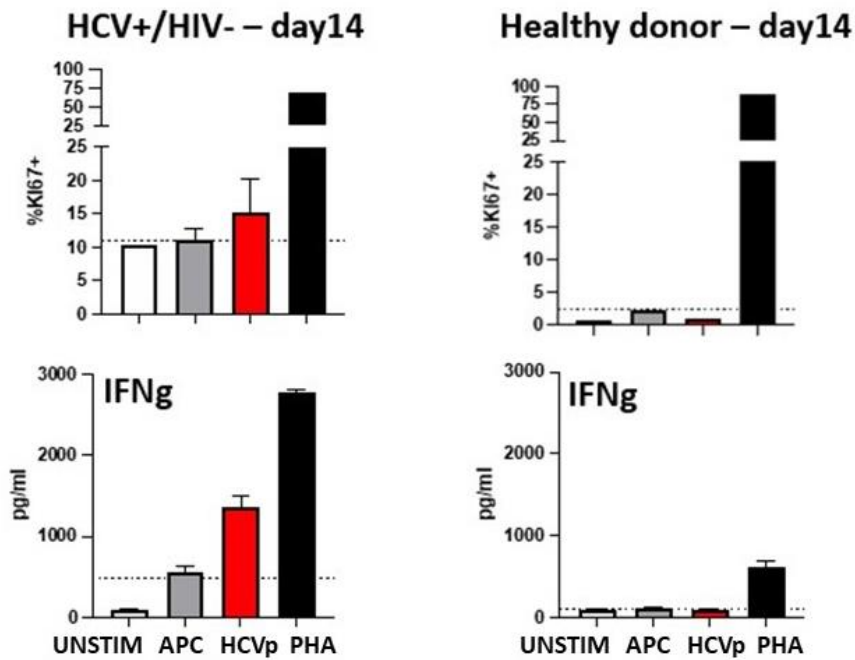 HCV+/HIV- – day14
Healthy donor – day14
%KI67+
100
75
50
25
25
20
15
10
5
0
%KI67+
100
75
50
25
25
20
15
10
5
0
IFNg
pg/ml
3000
2000
1000
0
UNSTIM APC HCVp PHA
IFNg
pg/ml
3000
2000
1000
0
UNSTIM APC HCVp PHA